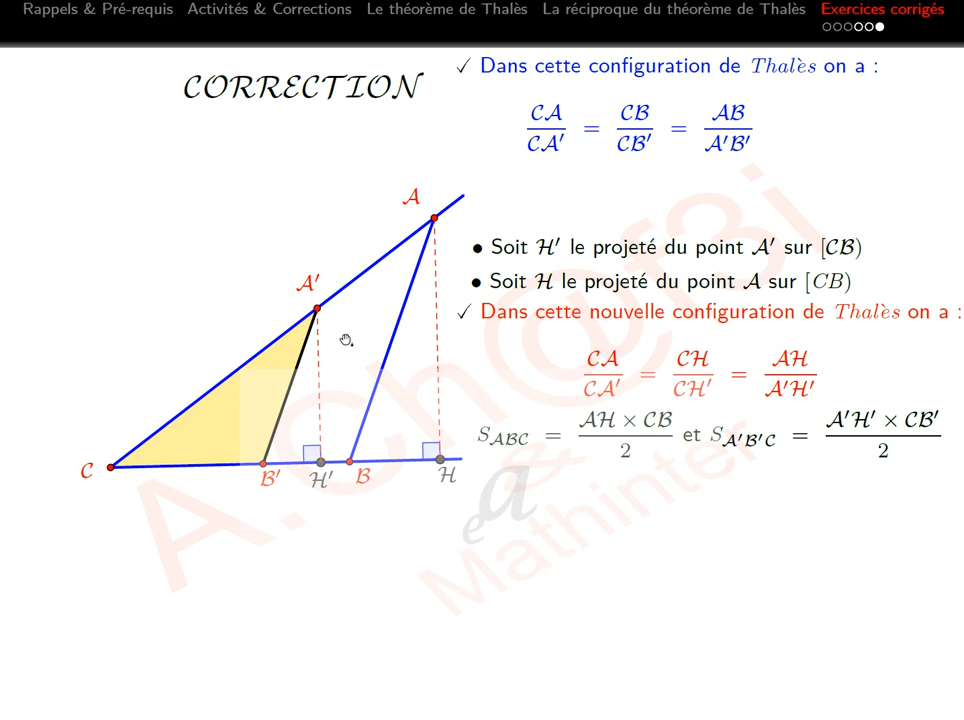 Rappels & Pré-requis Activités & Corrections Le théorème de Thalès La réciproque du théorème de Thalès Exercices corrigés
CORRECTION
✓ Dans cette configuration de Thalès on a :
CA/CA′ = CB/CB′ = AB/A′B′
• Soit H′ le projeté du point A′ sur [CB)
• Soit H le projeté du point A sur [CB)
✓ Dans cette nouvelle configuration de Thalès on a :
CA/CA′ = CH/CH′ = AH/A′H′
S_ABC = AH × CB / 2 et S_A′B′C = A′H′ × CB′ / 2
A
A′
C
B′
H′
B
H
A.Ch@f3i
&
Mathinter
ea